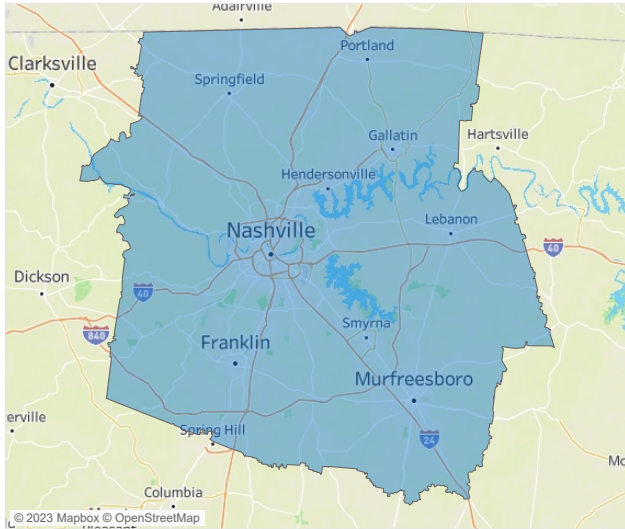 Adairville
Portland
Clarksville
Springfield
Gallatin
Hartsville
Hendersonville
Lebanon
Nashville
40
Dickson
40
Smyrna
840
Franklin
Murfreesboro
erville
Spring Hill
24
Mc
Columbia
© 2023 Mapbox © OpenStreetMap